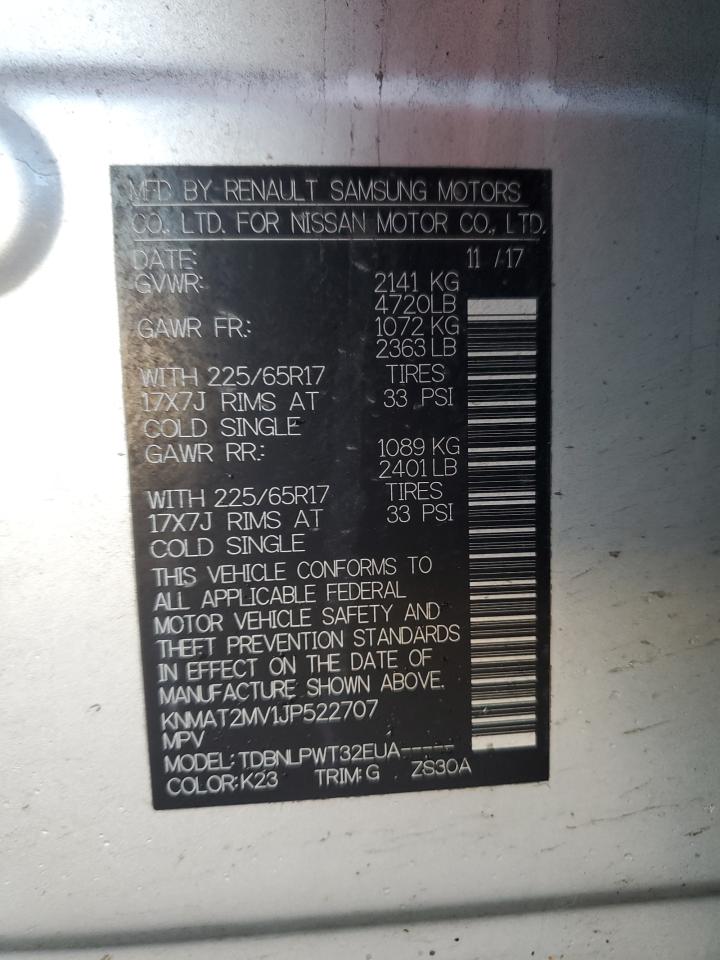 MFD BY RENAULT SAMSUNG MOTORS
CO., LTD. FOR NISSAN MOTOR CO., LTD.
DATE: 11 /17
GVWR: 2141 KG
4720LB
GAWR FR.: 1072 KG
2363 LB
WITH 225/65R17 TIRES
17X7J RIMS AT 33 PSI
COLD SINGLE
GAWR RR.: 1089 KG
2401 LB
WITH 225/65R17 TIRES
17X7J RIMS AT 33 PSI
COLD SINGLE
THIS VEHICLE CONFORMS TO
ALL APPLICABLE FEDERAL
MOTOR VEHICLE SAFETY AND
THEFT PREVENTION STANDARDS
IN EFFECT ON THE DATE OF
MANUFACTURE SHOWN ABOVE.
KNMAT2MV1JP522707
MPV
MODEL: TDBNLPWT32EUA-----
COLOR:K23 TRIM:G ZS30A